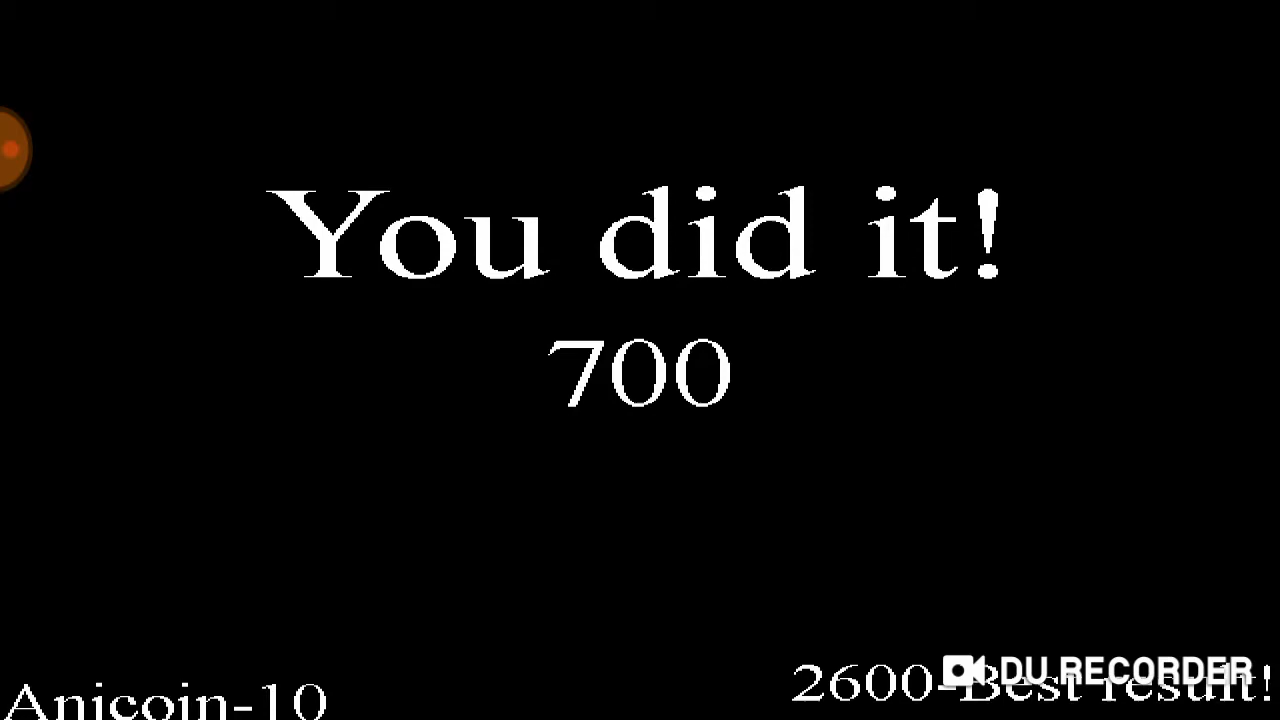 You did it!
700
Anicoin-10
2600-Best result!
DU RECORDER